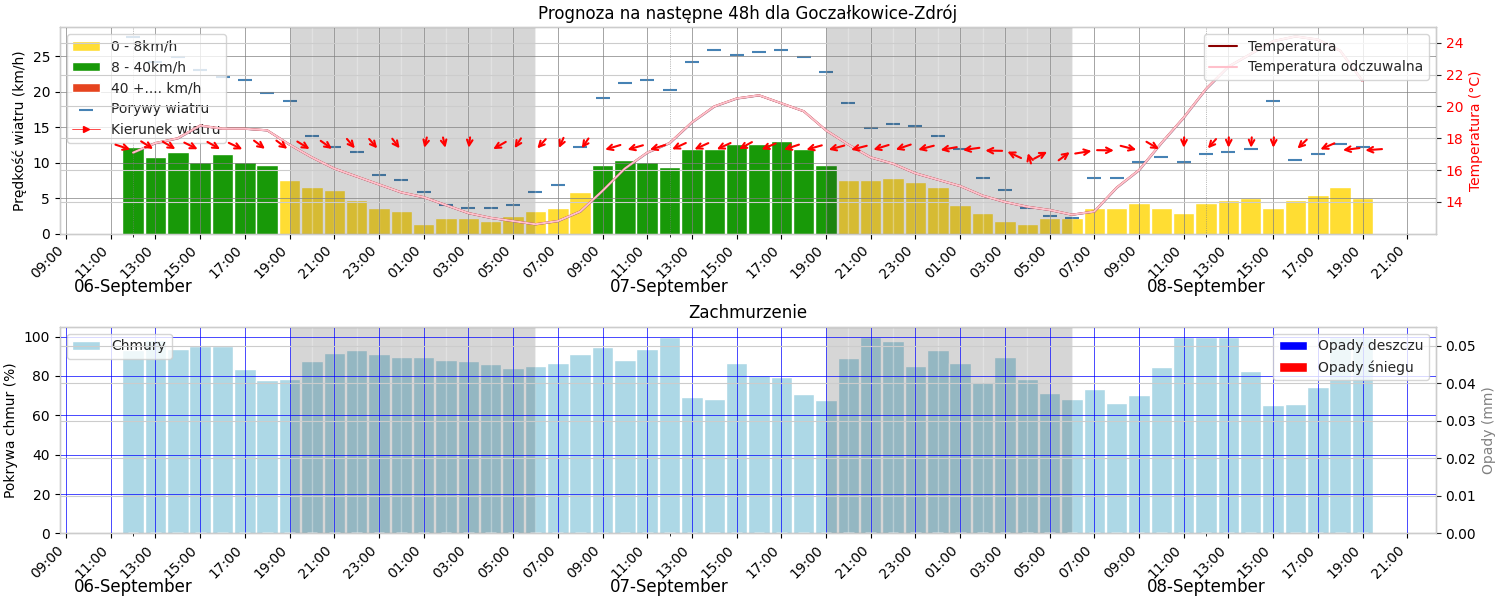 Prognoza na następne 48h dla Goczałkowice-Zdrój
Prędkość wiatru (km/h)
25
20
15
10
5
0
0 - 8km/h
8 - 40km/h
40 +.... km/h
Porywy wiatru
Kierunek wiatru
Temperatura
Temperatura odczuwalna
24
22
20
18
16
14
Temperatura (°C)
09:00 11:00 13:00 15:00 17:00 19:00 21:00 23:00 01:00 03:00 05:00 07:00 09:00 11:00 13:00 15:00 17:00 19:00 21:00 23:00 01:00 03:00 05:00 07:00 09:00 11:00 13:00 15:00 17:00 19:00 21:00
06-September 07-September 08-September
Zachmurzenie
Pokrywa chmur (%)
100
80
60
40
20
0
Chmury
Opady deszczu
Opady śniegu
0.05
0.04
0.03
0.02
0.01
0.00
Opady (mm)
09:00 11:00 13:00 15:00 17:00 19:00 21:00 23:00 01:00 03:00 05:00 07:00 09:00 11:00 13:00 15:00 17:00 19:00 21:00 23:00 01:00 03:00 05:00 07:00 09:00 11:00 13:00 15:00 17:00 19:00 21:00
06-September 07-September 08-September